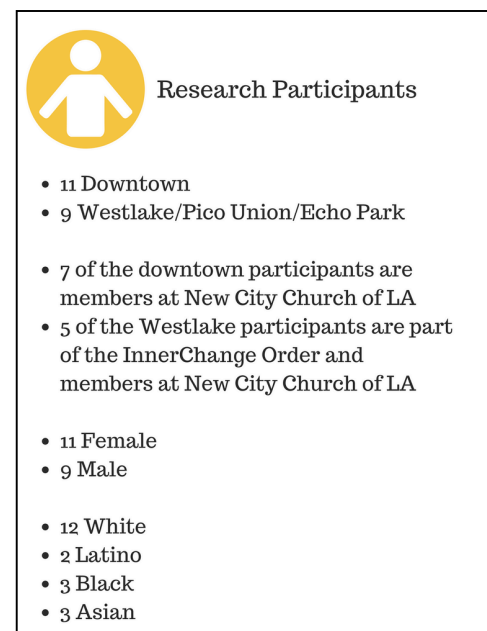 Research Participants
• 11 Downtown
• 9 Westlake/Pico Union/Echo Park
• 7 of the downtown participants are
members at New City Church of LA
• 5 of the Westlake participants are part
of the InnerChange Order and
members at New City Church of LA
• 11 Female
• 9 Male
• 12 White
• 2 Latino
• 3 Black
• 3 Asian